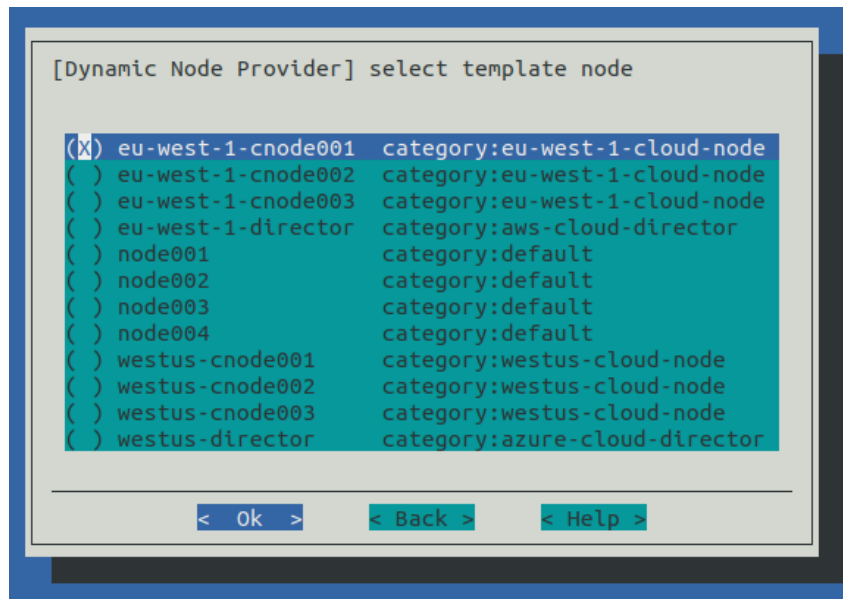 [Dynamic Node Provider] select template node
(X) eu-west-1-cnode001 category:eu-west-1-cloud-node
( ) eu-west-1-cnode002 category:eu-west-1-cloud-node
( ) eu-west-1-cnode003 category:eu-west-1-cloud-node
( ) eu-west-1-director category:aws-cloud-director
( ) node001 category:default
( ) node002 category:default
( ) node003 category:default
( ) node004 category:default
( ) westus-cnode001 category:westus-cloud-node
( ) westus-cnode002 category:westus-cloud-node
( ) westus-cnode003 category:westus-cloud-node
( ) westus-director category:azure-cloud-director
< Ok > < Back > < Help >